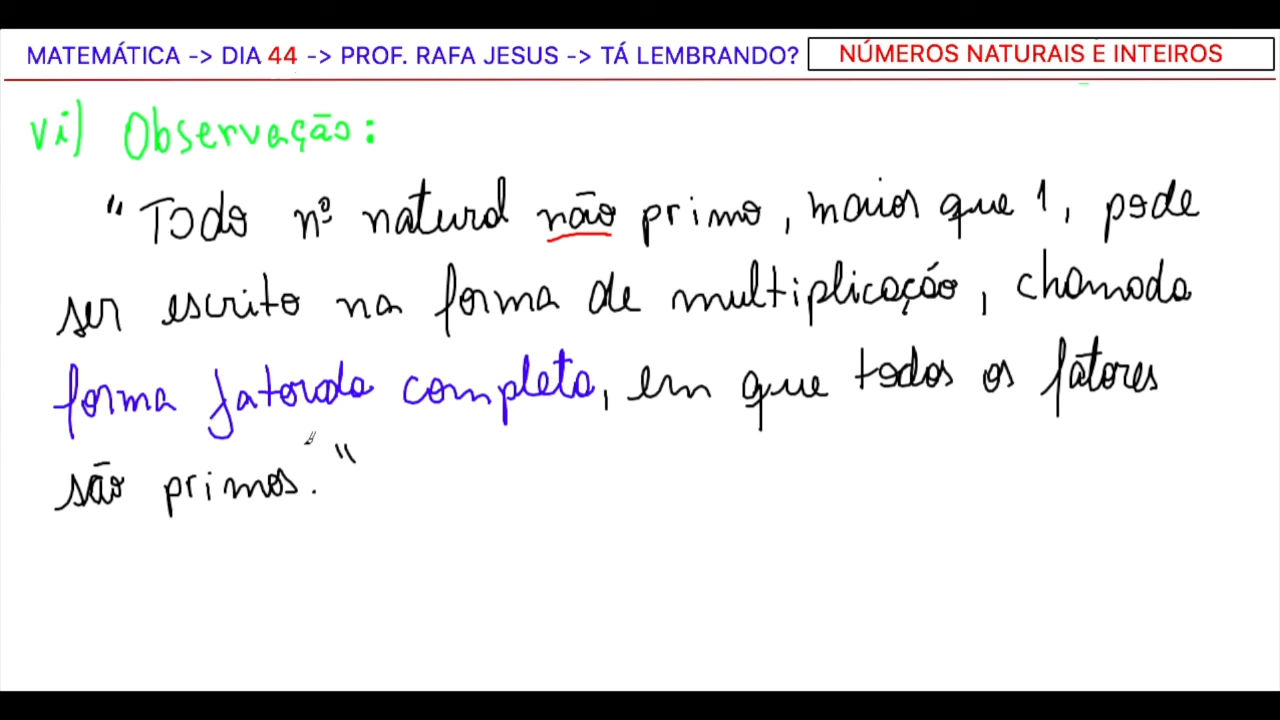 MATEMÁTICA -> DIA 44 -> PROF. RAFA JESUS -> TÁ LEMBRANDO? NÚMEROS NATURAIS E INTEIROS
vi) Observação:
"Todo nº natural não primo, maior que 1, pode
ser escrito na forma de multiplicação, chamada
forma fatorada completa, em que todos os fatores
são primos."